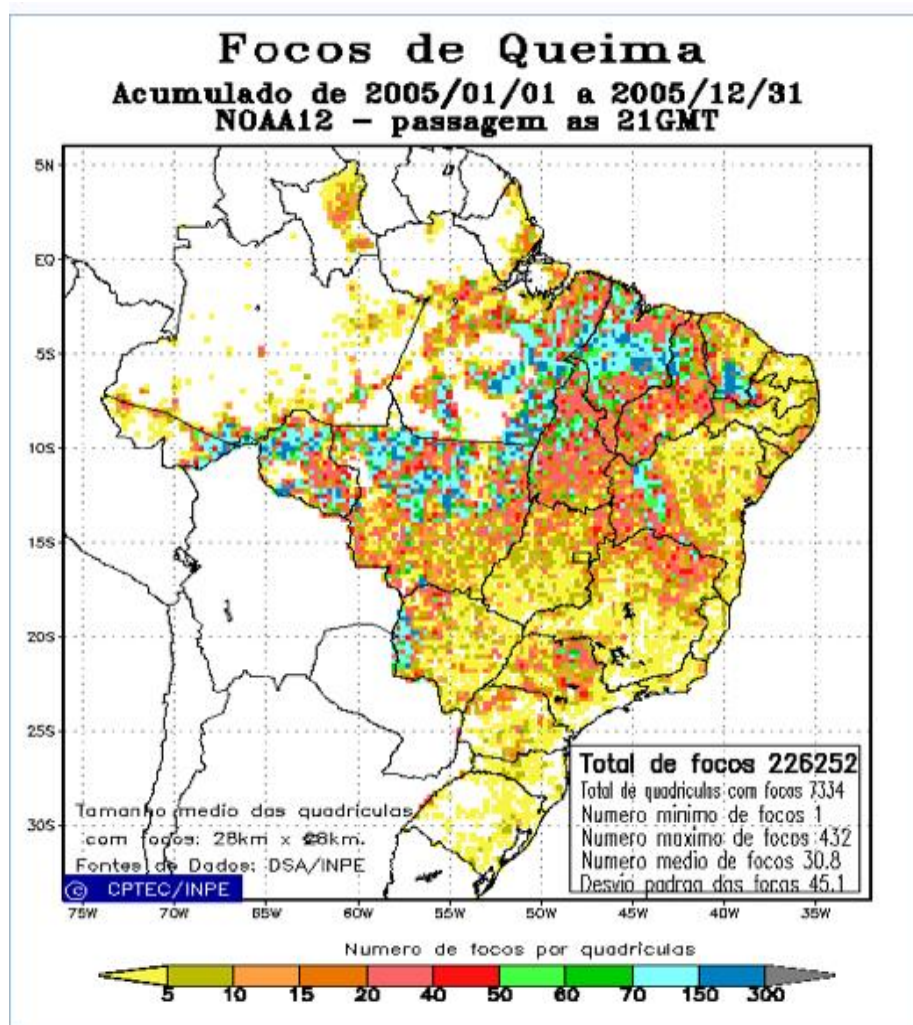 Focos de Queima
Acumulado de 2005/01/01 a 2005/12/31
NOAA12 – passagem as 21GMT
5N
EQ
5S
10S
15S
20S
25S
30S
75W 70W 65W 60W 55W 50W 45W 40W 35W
Total de focos 226252
Total de quadriculas com focos 7334
Numero minimo de focos 1
Numero maximo de focos 432
Numero medio de focos 30.8
Desvio padrao dos focos 45.1
Tamanho medio das quadriculas
com focos: 28km x 28km.
Fontes de Dados: DSA/INPE
© CPTEC/INPE
Numero de focos por quadriculas
5 10 15 20 40 50 60 70 150 300